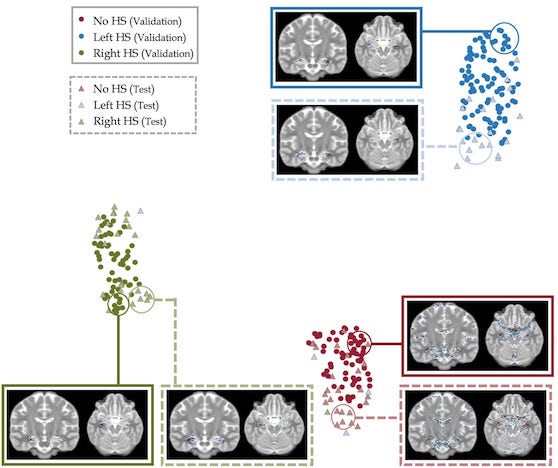 No HS (Validation)
Left HS (Validation)
Right HS (Validation)
No HS (Test)
Left HS (Test)
Right HS (Test)